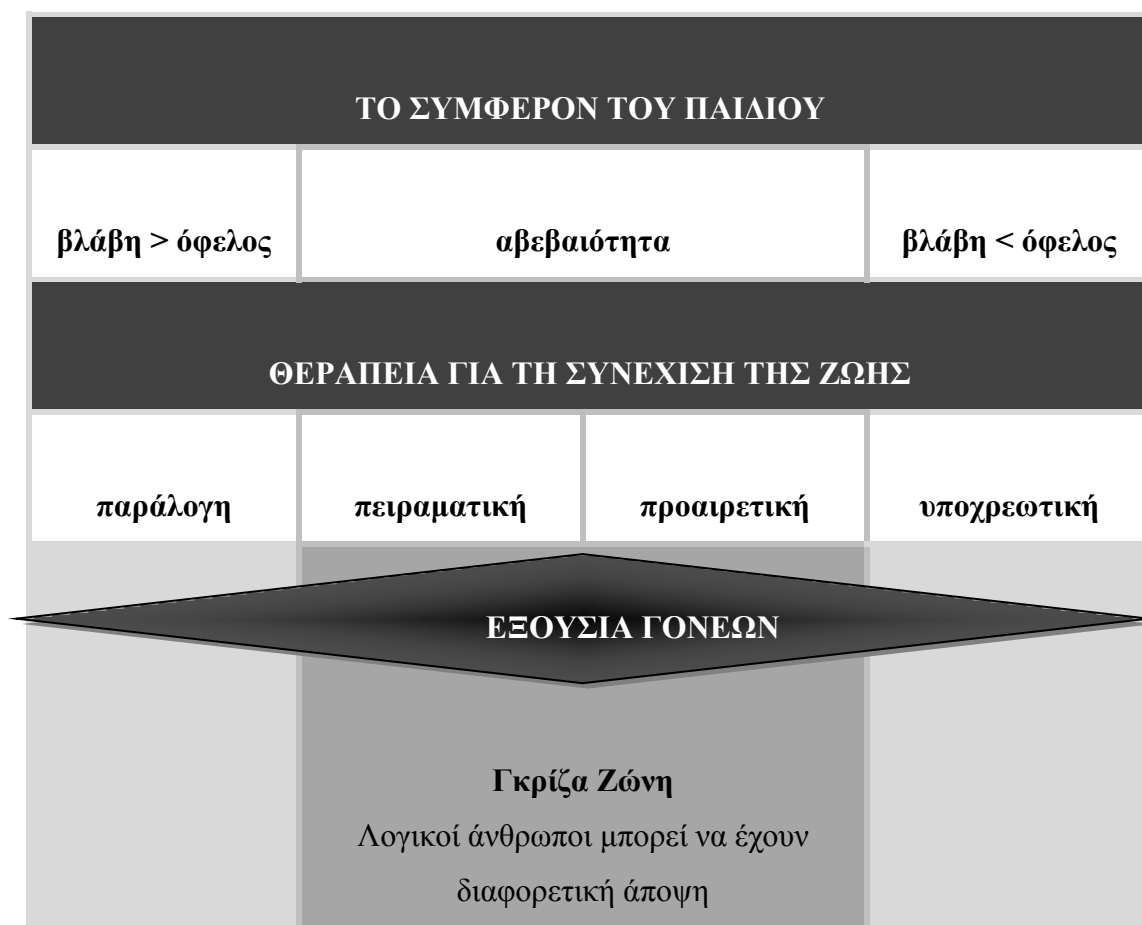 ΤΟ ΣΥΜΦΕΡΟΝ ΤΟΥ ΠΑΙΔΙΟΥ
βλάβη > όφελος
αβεβαιότητα
βλάβη < όφελος
ΘΕΡΑΠΕΙΑ ΓΙΑ ΤΗ ΣΥΝΕΧΙΣΗ ΤΗΣ ΖΩΗΣ
παράλογη
πειραματική
προαιρετική
υποχρεωτική
ΕΞΟΥΣΙΑ ΓΟΝΕΩΝ
Γκρίζα Ζώνη
Λογικοί άνθρωποι μπορεί να έχουν
διαφορετική άποψη